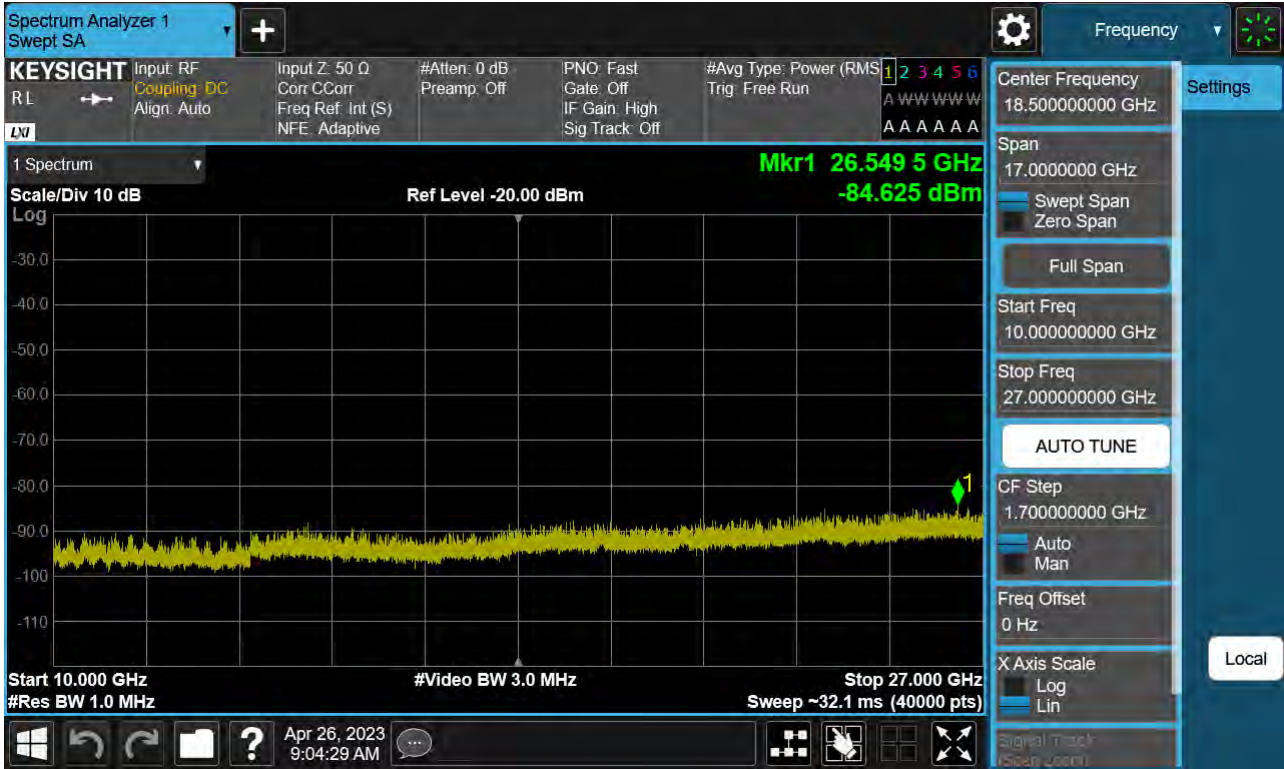 Spectrum Analyzer 1
Swept SA
+
Frequency
KEYSIGHT
R L
LXI
Input: RF
Coupling: DC
Align: Auto
Input Z: 50 Ω
Corr CCorr
Freq Ref: Int (S)
NFE: Adaptive
#Atten: 0 dB
Preamp: Off
PNO: Fast
Gate: Off
IF Gain: High
Sig Track: Off
#Avg Type: Power (RMS
Trig: Free Run
1 2 3 4 5 6
A W W W W W
A A A A A A
1 Spectrum
Scale/Div 10 dB
Ref Level -20.00 dBm
Mkr1 26.549 5 GHz
-84.625 dBm
Log
-30.0
-40.0
-50.0
-60.0
-70.0
-80.0
-90.0
-100
-110
1
Start 10.000 GHz
#Video BW 3.0 MHz
Stop 27.000 GHz
#Res BW 1.0 MHz
Sweep ~32.1 ms (40000 pts)
Center Frequency
18.500000000 GHz
Settings
Span
17.0000000 GHz
Swept Span
Zero Span
Full Span
Start Freq
10.000000000 GHz
Stop Freq
27.000000000 GHz
AUTO TUNE
CF Step
1.700000000 GHz
Auto
Man
Freq Offset
0 Hz
X Axis Scale
Log
Lin
Signal Track
(Span Zoom)
Local
?
Apr 26, 2023
9:04:29 AM